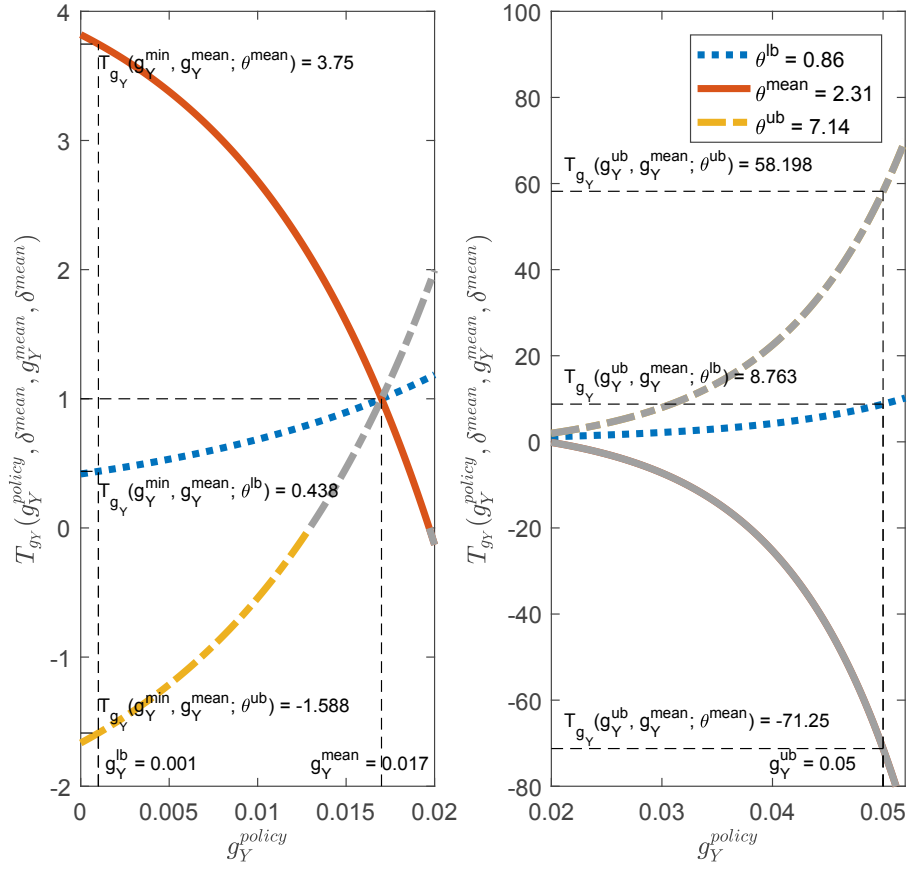 4
3
2
1
0
-1
-2
T_{g_Y}(g_Y^{policy}, δ^{mean}, g_Y^{mean}, δ^{mean})
T_{g_Y}(g_Y^{min}, g_Y^{mean}; θ^{mean}) = 3.75
T_{g_Y}(g_Y^{min}, g_Y^{mean}; θ^{lb}) = 0.438
T_{g_Y}(g_Y^{min}, g_Y^{mean}; θ^{ub}) = -1.588
g_Y^{lb} = 0.001
g_Y^{mean} = 0.017
0 0.005 0.01 0.015 0.02
g_Y^{policy}
100
80
60
40
20
0
-20
-40
-60
-80
T_{g_Y}(g_Y^{policy}, δ^{mean}, g_Y^{mean}, δ^{mean})
θ^{lb} = 0.86
θ^{mean} = 2.31
θ^{ub} = 7.14
T_{g_Y}(g_Y^{ub}, g_Y^{mean}; θ^{ub}) = 58.198
T_{g_Y}(g_Y^{ub}, g_Y^{mean}; θ^{lb}) = 8.763
T_{g_Y}(g_Y^{ub}, g_Y^{mean}; θ^{mean}) = -71.25
g_Y^{ub} = 0.05
0.02 0.03 0.04 0.05
g_Y^{policy}